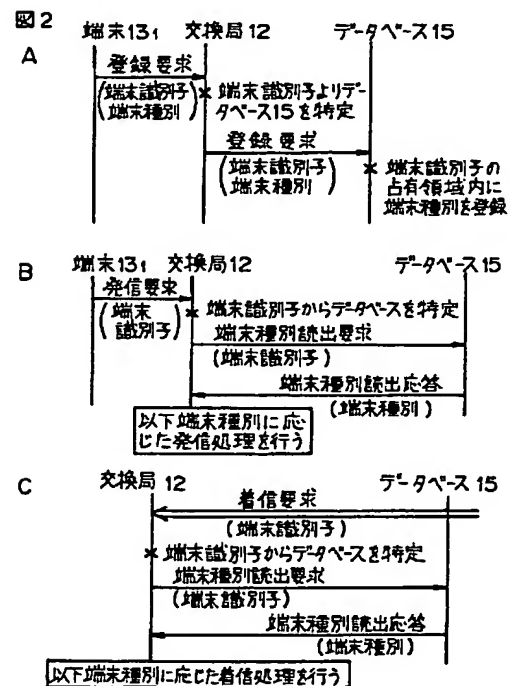 図2
端末13₁ 交換局12 データベース15
A
登録要求
(端末識別子
端末種別)
端末識別子よりデー
タベース15を特定
登録要求
(端末識別子
端末種別)
端末識別子の
占有領域内に
端末種別を登録
B
端末13₁ 交換局12 データベース15
発信要求
(端末
識別子)
端末識別子からデータベースを特定
端末種別読出要求
(端末識別子)
端末種別読出応答
(端末種別)
以下端末種別に応
じた発信処理を行う
C
交換局12 データベース15
着信要求
(端末識別子)
端末識別子からデータベースを特定
端末種別読出要求
(端末識別子)
端末種別読出応答
(端末種別)
以下端末種別に応じた着信処理を行う